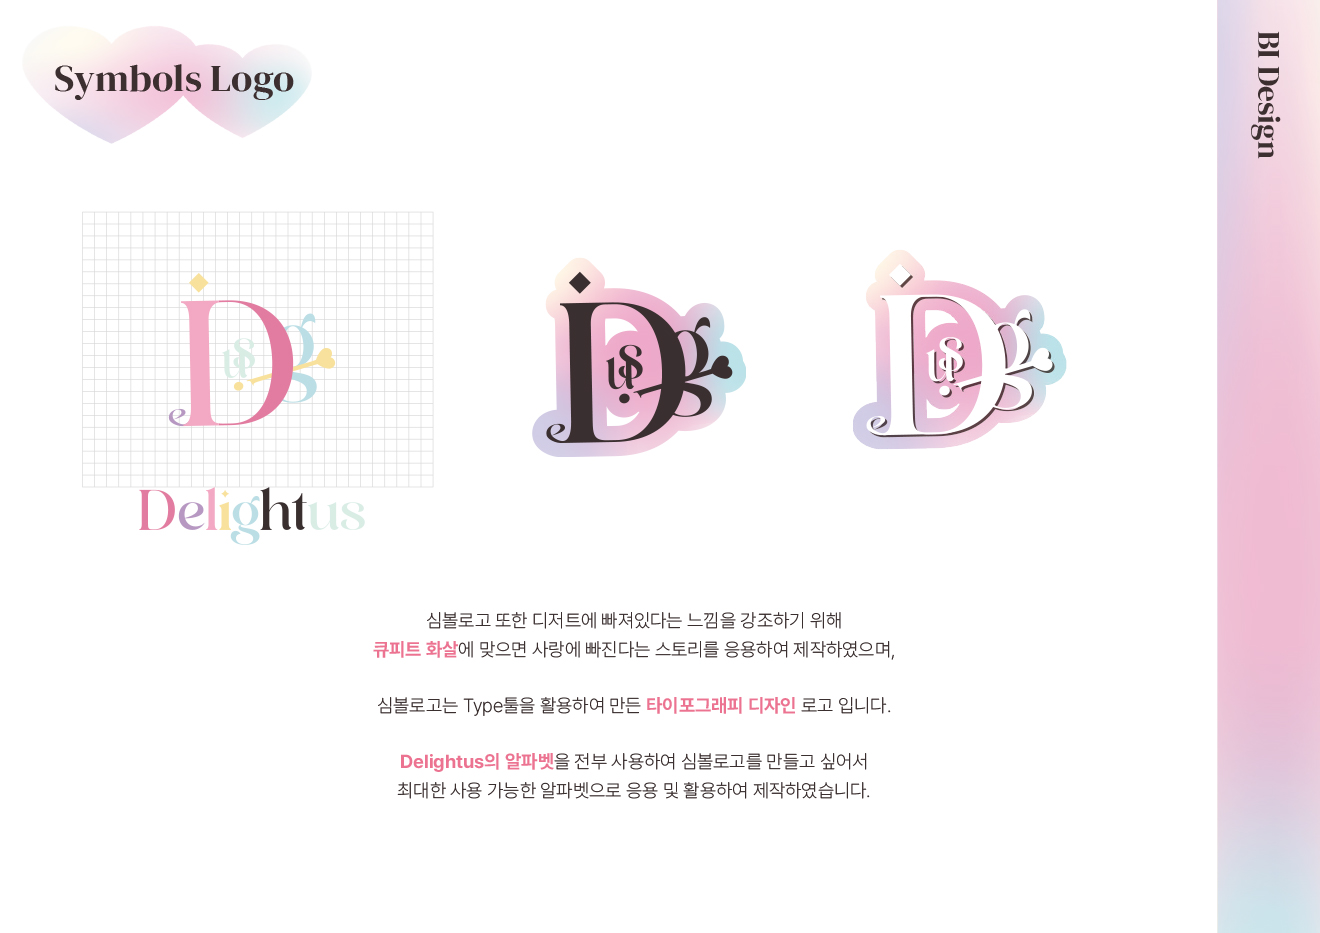 Symbols Logo
BI Design
Delightus
심볼로고 또한 디저트에 빠져있다는 느낌을 강조하기 위해
큐피트 화살에 맞으면 사랑에 빠진다는 스토리를 응용하여 제작하였으며,
심볼로고는 Type툴을 활용하여 만든 타이포그래피 디자인 로고 입니다.
Delightus의 알파벳을 전부 사용하여 심볼로고를 만들고 싶어서
최대한 사용 가능한 알파벳으로 응용 및 활용하여 제작하였습니다.